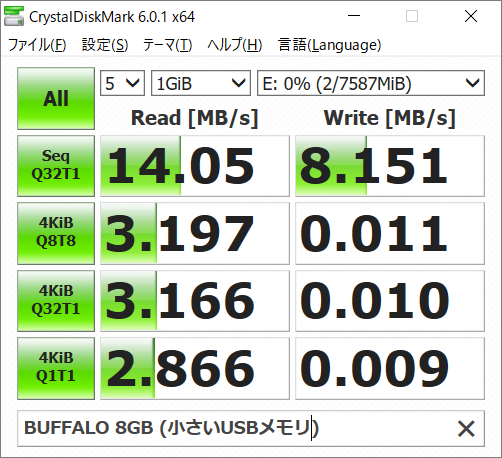 CrystalDiskMark 6.0.1 x64
ファイル(F) 設定(S) テーマ(T) ヘルプ(H) 言語(Language)
All 5 1GiB E: 0% (2/7587MiB)
Read [MB/s] Write [MB/s]
Seq
Q32T1 14.05 8.151
4KiB
Q8T8 3.197 0.011
4KiB
Q32T1 3.166 0.010
4KiB
Q1T1 2.866 0.009
BUFFALO 8GB (小さいUSBメモリ)